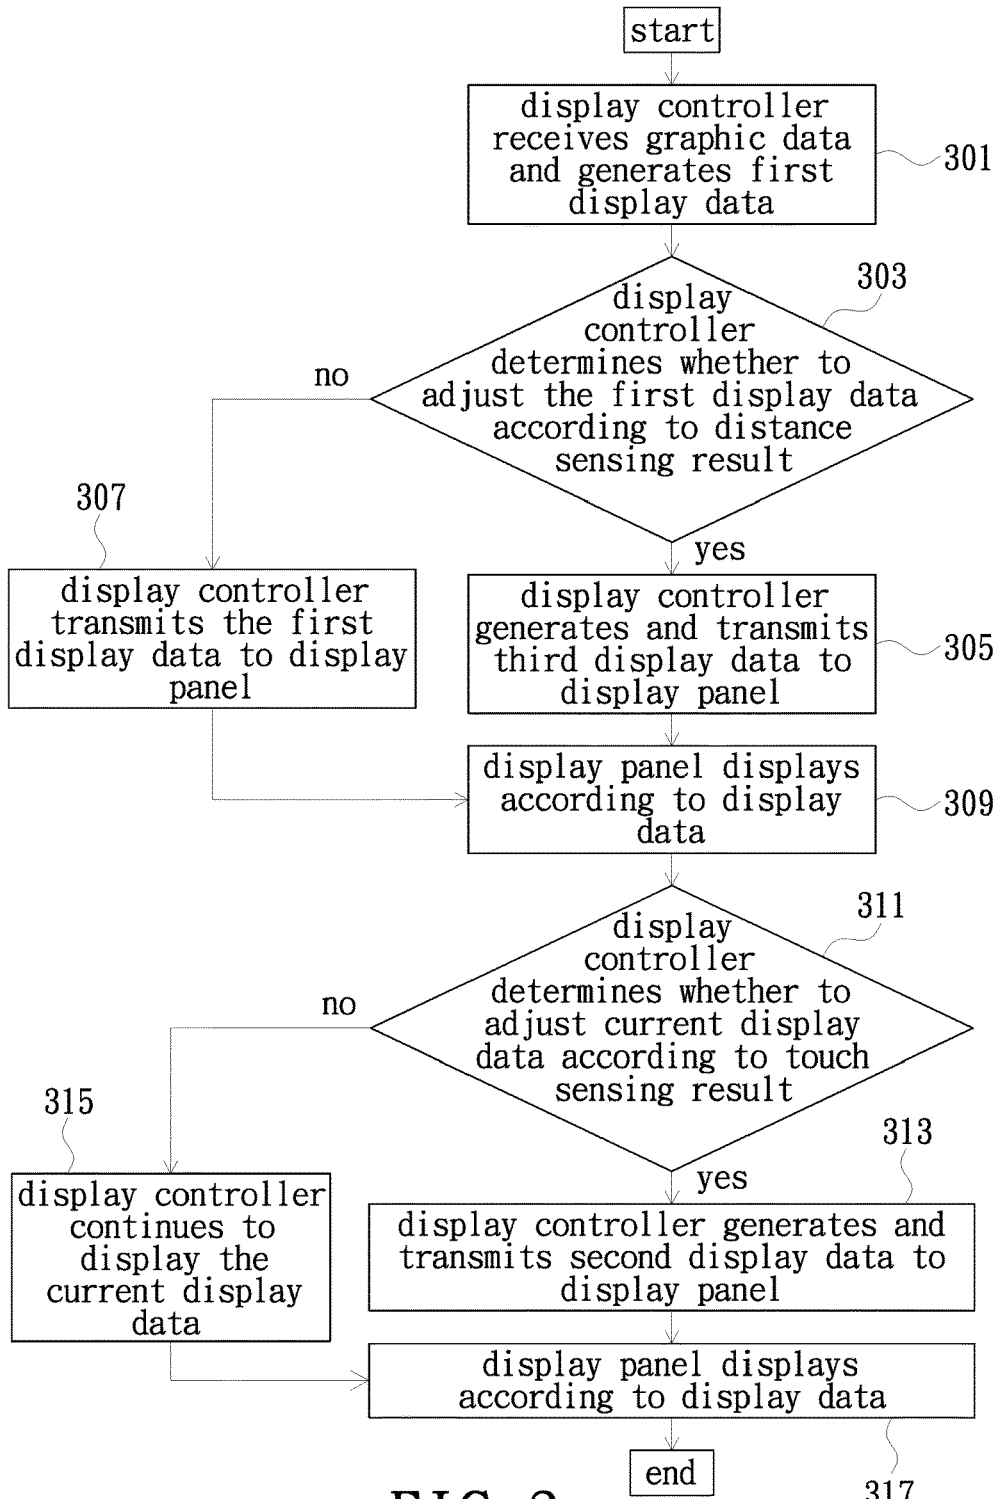 start
display controller
receives graphic data
and generates first
display data
301
303
display
controller
determines whether to
adjust the first display data
according to distance
sensing result
no
yes
307
display controller
transmits the first
display data to display
panel
display controller
generates and transmits
third display data to
display panel
305
display panel displays
according to display
data
309
311
display
controller
determines whether to
adjust current display
data according to touch
sensing result
no
yes
315
display controller
continues to
display the
current display
data
313
display controller generates and
transmits second display data to
display panel
display panel displays
according to display data
317
end
FIG.